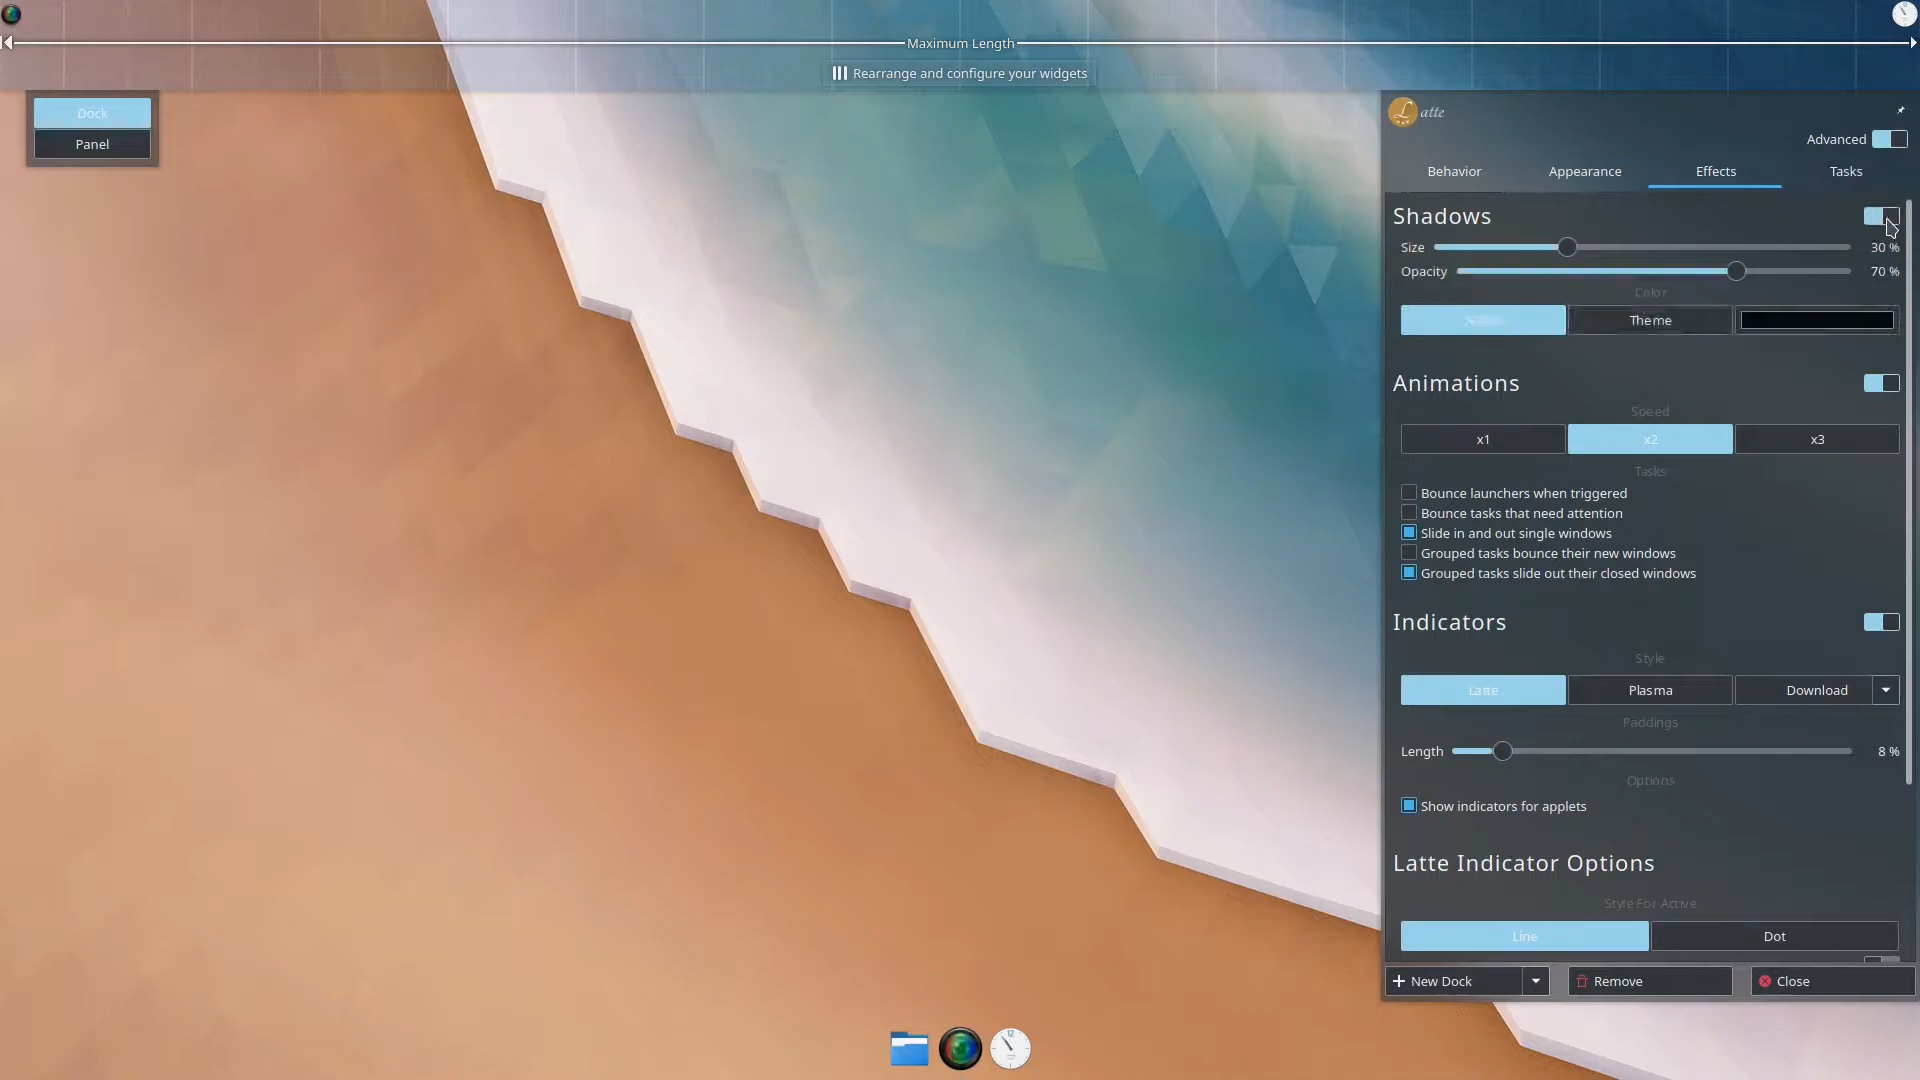 Maximum Length
Rearrange and configure your widgets
Dock
Panel
Latte
Advanced
Behavior
Appearance
Effects
Tasks
Shadows
Size
30 %
Opacity
70 %
Color
Theme
Animations
Speed
x1
x2
x3
Tasks
Bounce launchers when triggered
Bounce tasks that need attention
Slide in and out single windows
Grouped tasks bounce their new windows
Grouped tasks slide out their closed windows
Indicators
Style
Latte
Plasma
Download
Paddings
Length
8 %
Options
Show indicators for applets
Latte Indicator Options
Style For Active
Line
Dot
New Dock
Remove
Close
12